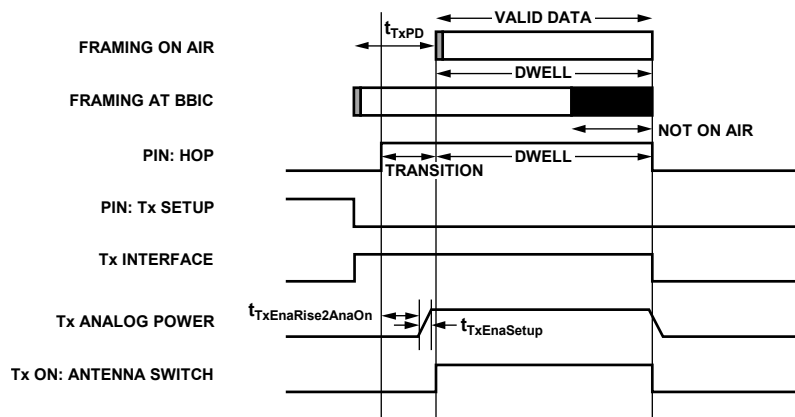 VALID DATA
tTxPD
FRAMING ON AIR
DWELL
FRAMING AT BBIC
NOT ON AIR
PIN: HOP
DWELL
TRANSITION
PIN: Tx SETUP
Tx INTERFACE
tTxEnaRise2AnaOn
Tx ANALOG POWER
tTxEnaSetup
Tx ON: ANTENNA SWITCH